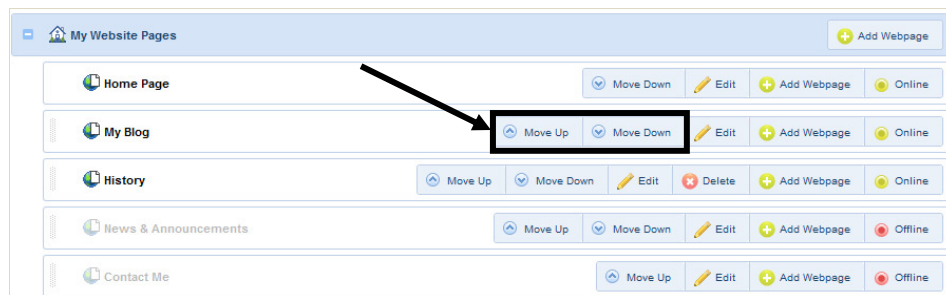 My Website Pages Add Webpage
Home Page Move Down Edit Add Webpage Online
My Blog Move Up Move Down Edit Add Webpage Online
History Move Up Move Down Edit Delete Add Webpage Online
News & Announcements Move Up Move Down Edit Add Webpage Offline
Contact Me Move Up Edit Add Webpage Offline